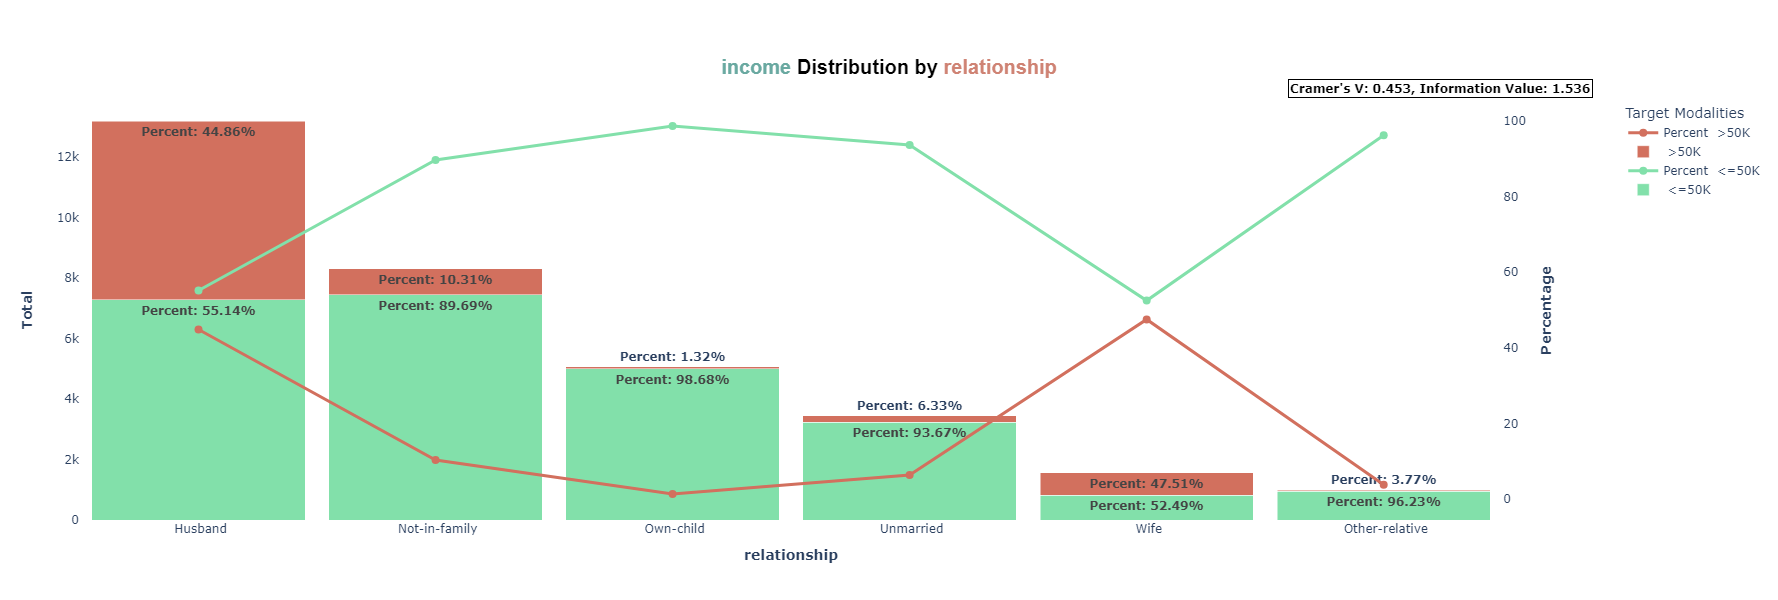 income Distribution by relationship
Cramer's V: 0.453, Information Value: 1.536
Target Modalities
Percent >50K
>50K
Percent <=50K
<=50K
Total
12k
10k
8k
6k
4k
2k
0
Percent: 44.86%
Percent: 55.14%
Percent: 10.31%
Percent: 89.69%
Percent: 1.32%
Percent: 98.68%
Percent: 6.33%
Percent: 93.67%
Percent: 47.51%
Percent: 52.49%
Percent: 3.77%
Percent: 96.23%
100
80
60
40
20
0
Percentage
Husband Not-in-family Own-child Unmarried Wife Other-relative
relationship